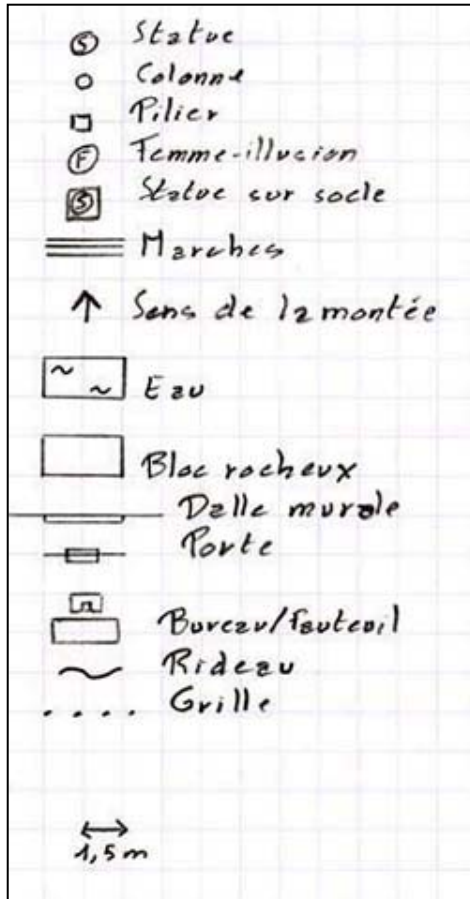 S Statue
Colonne
Pilier
F Femme-illusion
S Statue sur socle
Marches
Sens de la montée
Eau
Bloc rocheux
Dalle murale
Porte
Bureau/fauteuil
Rideau
Grille
1,5 m